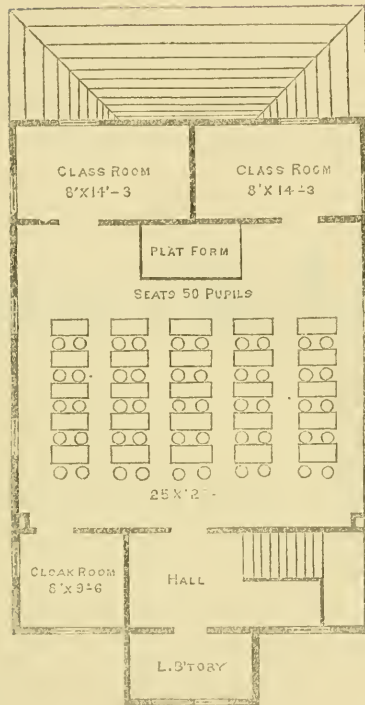 CLASS ROOM
8'X14'-3
CLASS ROOM
8'X14-3
PLAT FORM
SEATS 50 PUPILS
CLOAK ROOM
8'X9-6
HALL